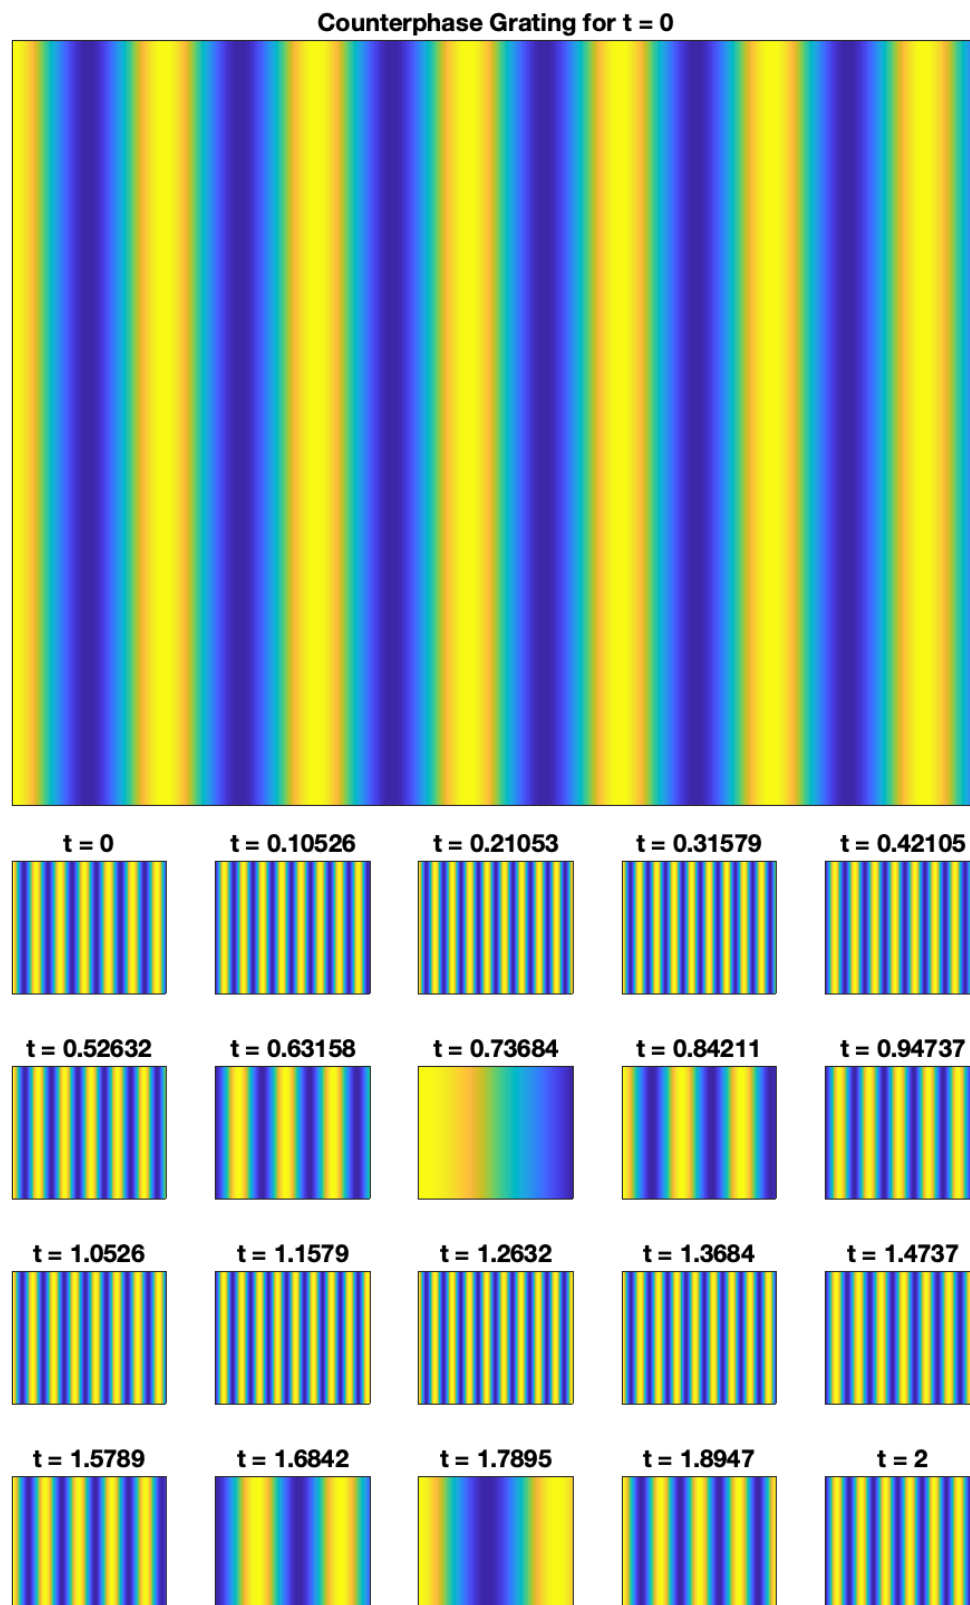 Counterphase Grating for t = 0
t = 0
t = 0.10526
t = 0.21053
t = 0.31579
t = 0.42105
t = 0.52632
t = 0.63158
t = 0.73684
t = 0.84211
t = 0.94737
t = 1.0526
t = 1.1579
t = 1.2632
t = 1.3684
t = 1.4737
t = 1.5789
t = 1.6842
t = 1.7895
t = 1.8947
t = 2